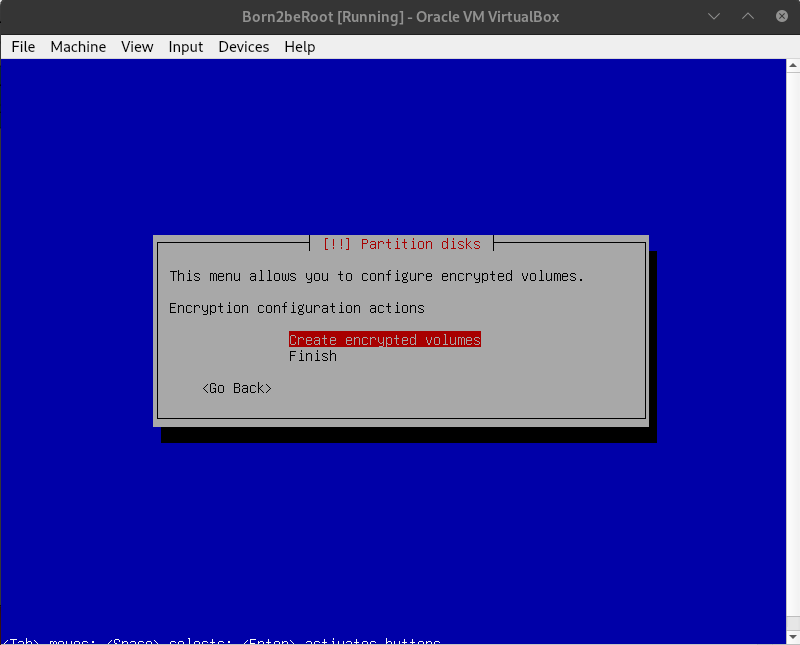 Born2beRoot [Running] - Oracle VM VirtualBox
File Machine View Input Devices Help
[!!] Partition disks
This menu allows you to configure encrypted volumes.
Encryption configuration actions
Create encrypted volumes
Finish
<Go Back>
<Tab> moves; <Space> selects; <Enter> activates buttons